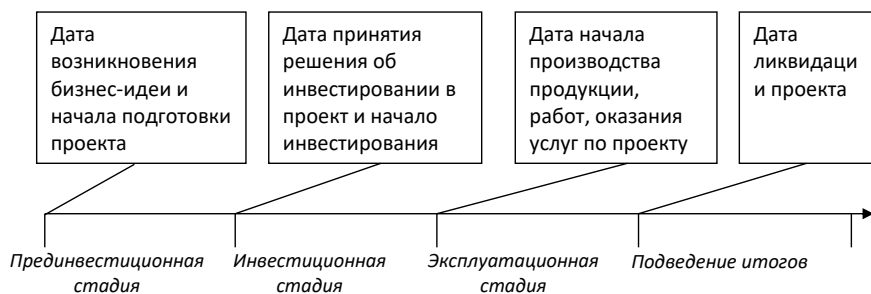 Дата
возникновения
бизнес-идеи и
начала подготовки
проекта
Дата принятия
решения об
инвестировании в
проект и начало
инвестирования
Дата начала
производства
продукции,
работ, оказания
услуг по проекту
Дата
ликвидаци
и проекта
Прединвестиционная
стадия
Инвестиционная
стадия
Эксплуатационная
стадия
Подведение итогов